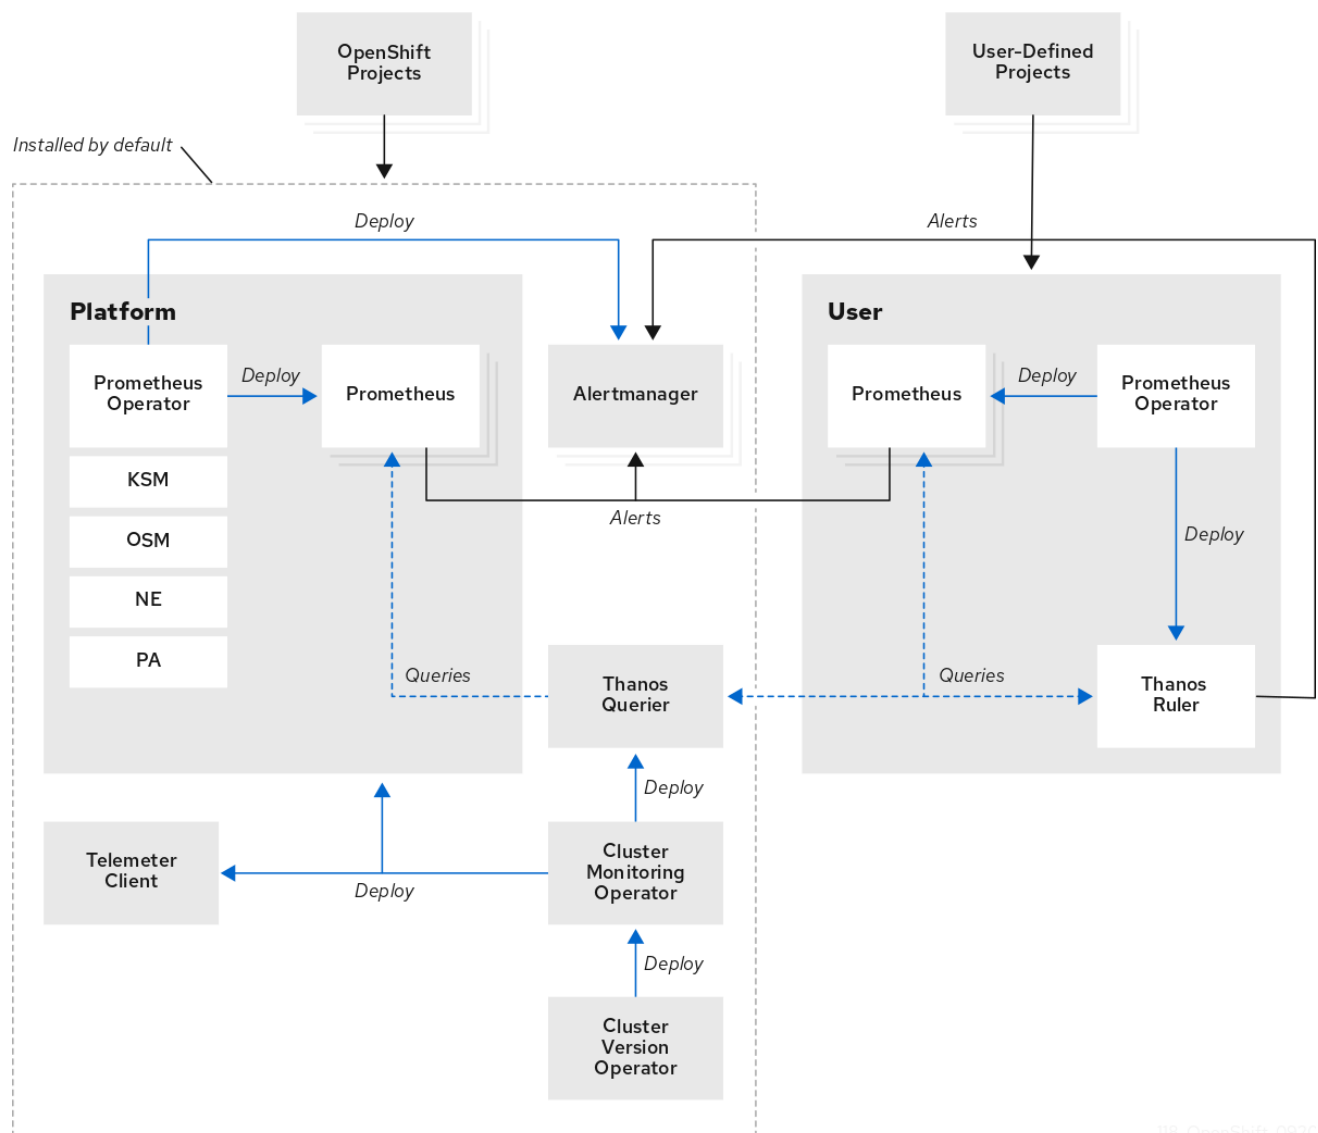 OpenShift
Projects
User-Defined
Projects
Installed by default
Deploy
Alerts
Platform
User
Prometheus
Operator
Deploy
Prometheus
Alertmanager
Prometheus
Deploy
Prometheus
Operator
KSM
OSM
NE
PA
Alerts
Deploy
Queries
Thanos
Querier
Queries
Thanos
Ruler
Deploy
Telemeter
Client
Deploy
Cluster
Monitoring
Operator
Deploy
Cluster
Version
Operator